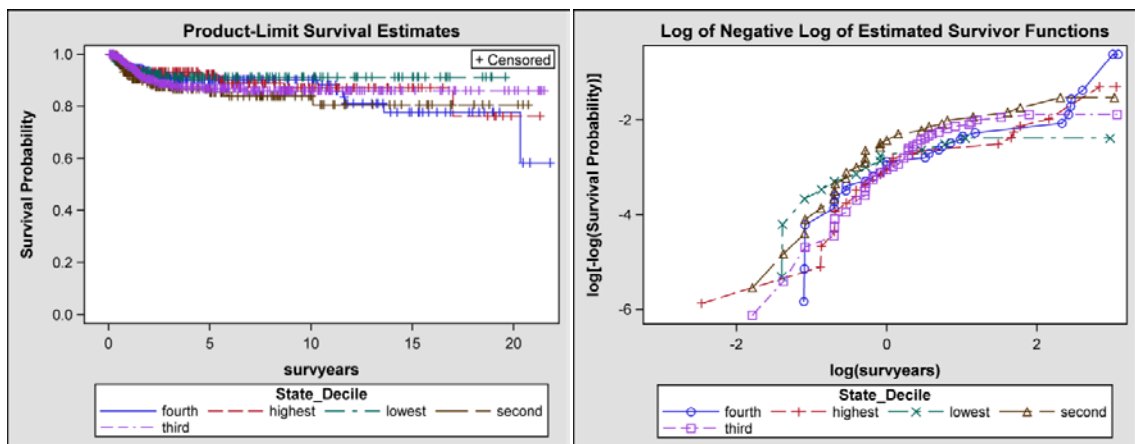 Product-Limit Survival Estimates
+ Censored
1.0
0.8
0.6
0.4
0.2
0.0
Survival Probability
0 5 10 15 20
survyears
State_Decile
fourth highest lowest second
third
Log of Negative Log of Estimated Survivor Functions
-2
-4
-6
log[-log(Survival Probability)]
-2 0 2
log(survyears)
State_Decile
fourth highest lowest second
third